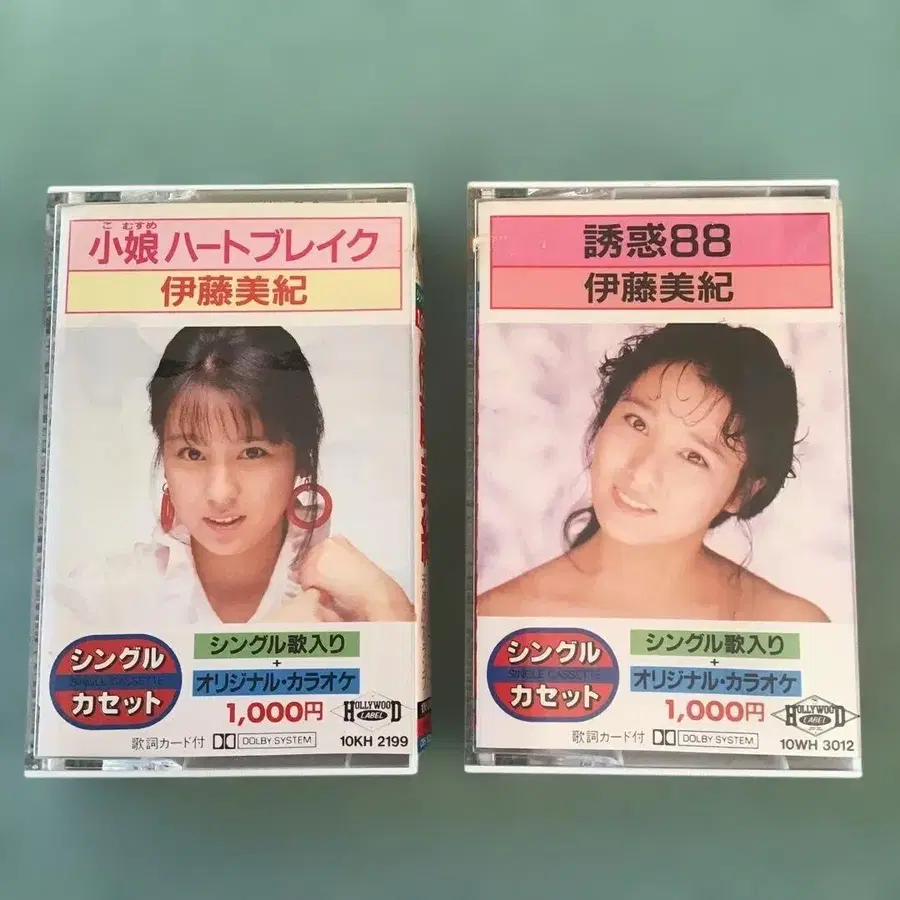 こ むすめ
小娘 ハートブレイク
伊藤美紀
シングル
SINGLE CASSETTE
カセット
シングル歌入り
+
オリジナル・カラオケ
1,000円
HOLLYWOOD
LABEL
歌詞カード付 DOLBY SYSTEM
10KH 2199
誘惑88
伊藤美紀
シングル
SINGLE CASSETTE
カセット
シングル歌入り
+
オリジナル・カラオケ
1,000円
HOLLYWOOD
LABEL
歌詞カード付 DOLBY SYSTEM
10WH 3012